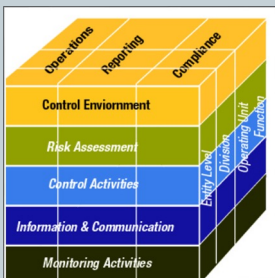 Operations
Reporting
Compliance
Control Enviornment
Risk Assessment
Control Activities
Information & Communication
Monitoring Activities
Entity Level
Division
Operating Unit
Function